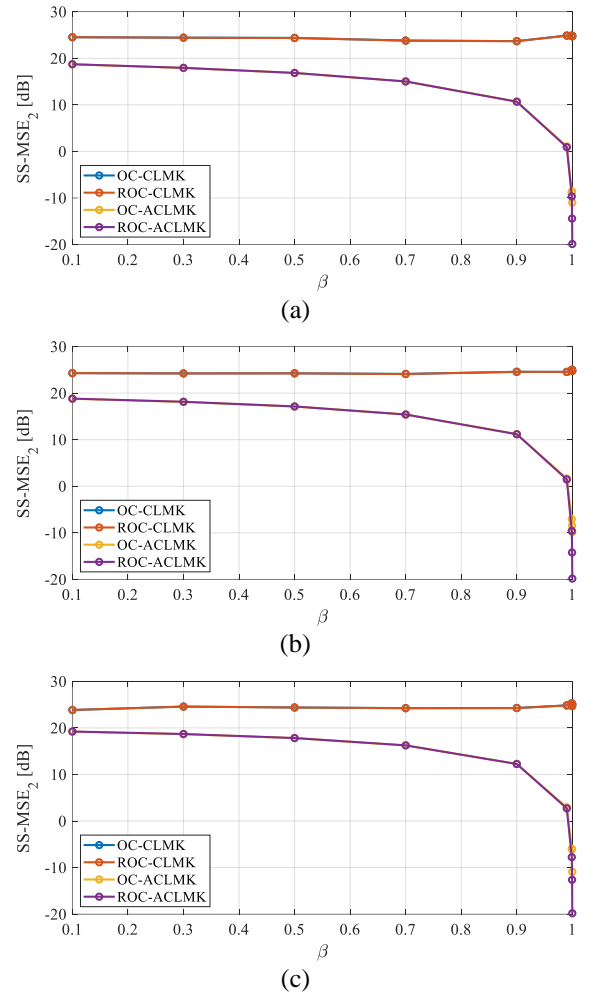 30
20
10
0
-10
-20
SS-MSE2 [dB]
OC-CLMK
ROC-CLMK
OC-ACLMK
ROC-ACLMK
0.1 0.2 0.3 0.4 0.5 0.6 0.7 0.8 0.9 1
β
(a)
30
20
10
0
-10
-20
SS-MSE2 [dB]
OC-CLMK
ROC-CLMK
OC-ACLMK
ROC-ACLMK
0.1 0.2 0.3 0.4 0.5 0.6 0.7 0.8 0.9 1
β
(b)
30
20
10
0
-10
-20
SS-MSE2 [dB]
OC-CLMK
ROC-CLMK
OC-ACLMK
ROC-ACLMK
0.1 0.2 0.3 0.4 0.5 0.6 0.7 0.8 0.9 1
β
(c)